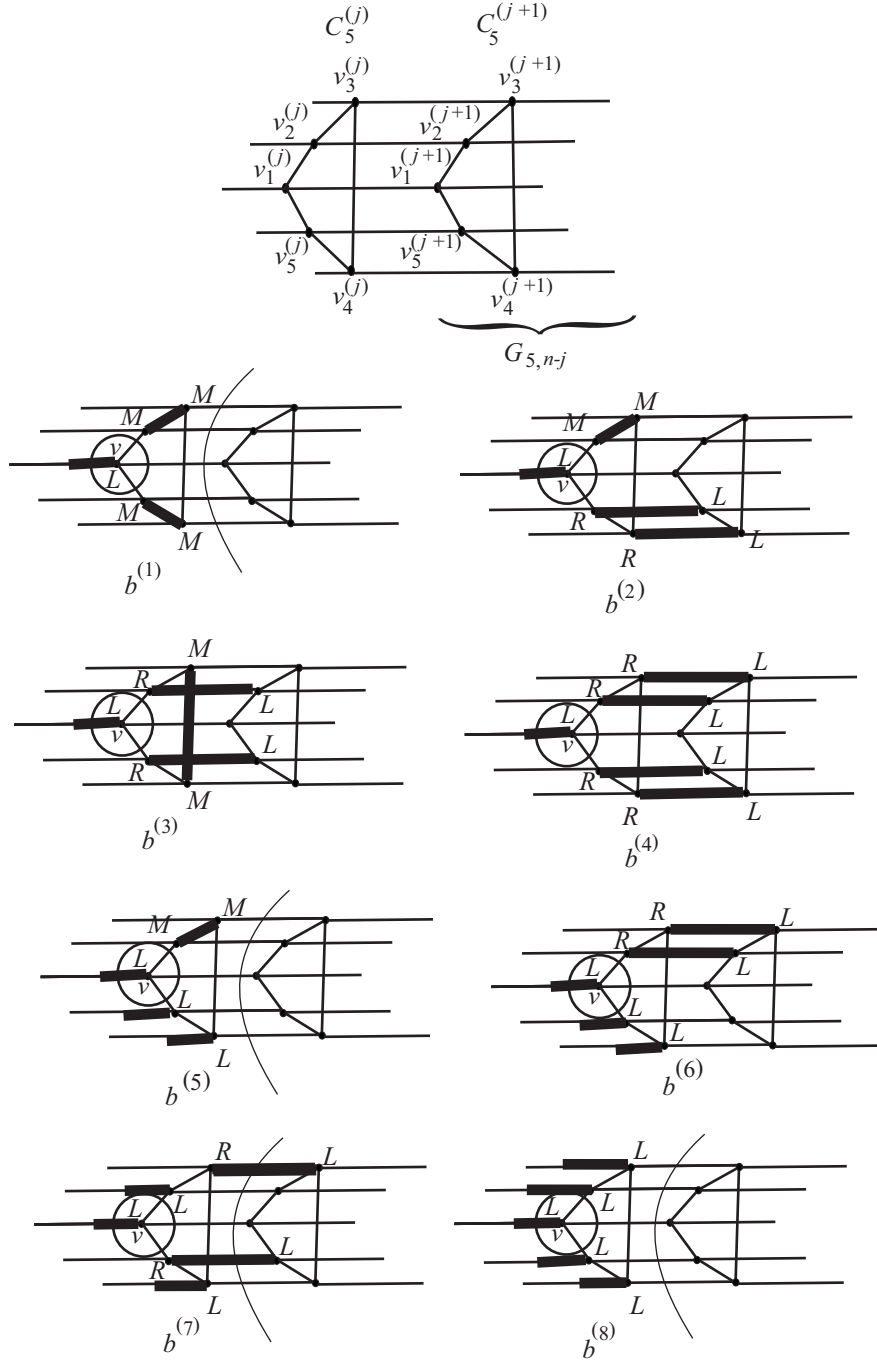 C_5^{(j)} C_5^{(j+1)}
v_3^{(j)} v_3^{(j+1)}
v_2^{(j)} v_2^{(j+1)}
v_1^{(j)} v_1^{(j+1)}
v_5^{(j)} v_5^{(j+1)}
v_4^{(j)} v_4^{(j+1)}
G_{5,n-j}
M
M
v
L
M
M
b^{(1)}
M
M
L
v
R L
R L
b^{(2)}
M
R
L L
v
R L
M
b^{(3)}
R L
R
L L
v
R L
b^{(4)}
M
M
L
v L
L
b^{(5)}
R L
R
L L
v
L
b^{(6)}
R L
L L
v
R L
L
b^{(7)}
L
L L
v
L
b^{(8)}